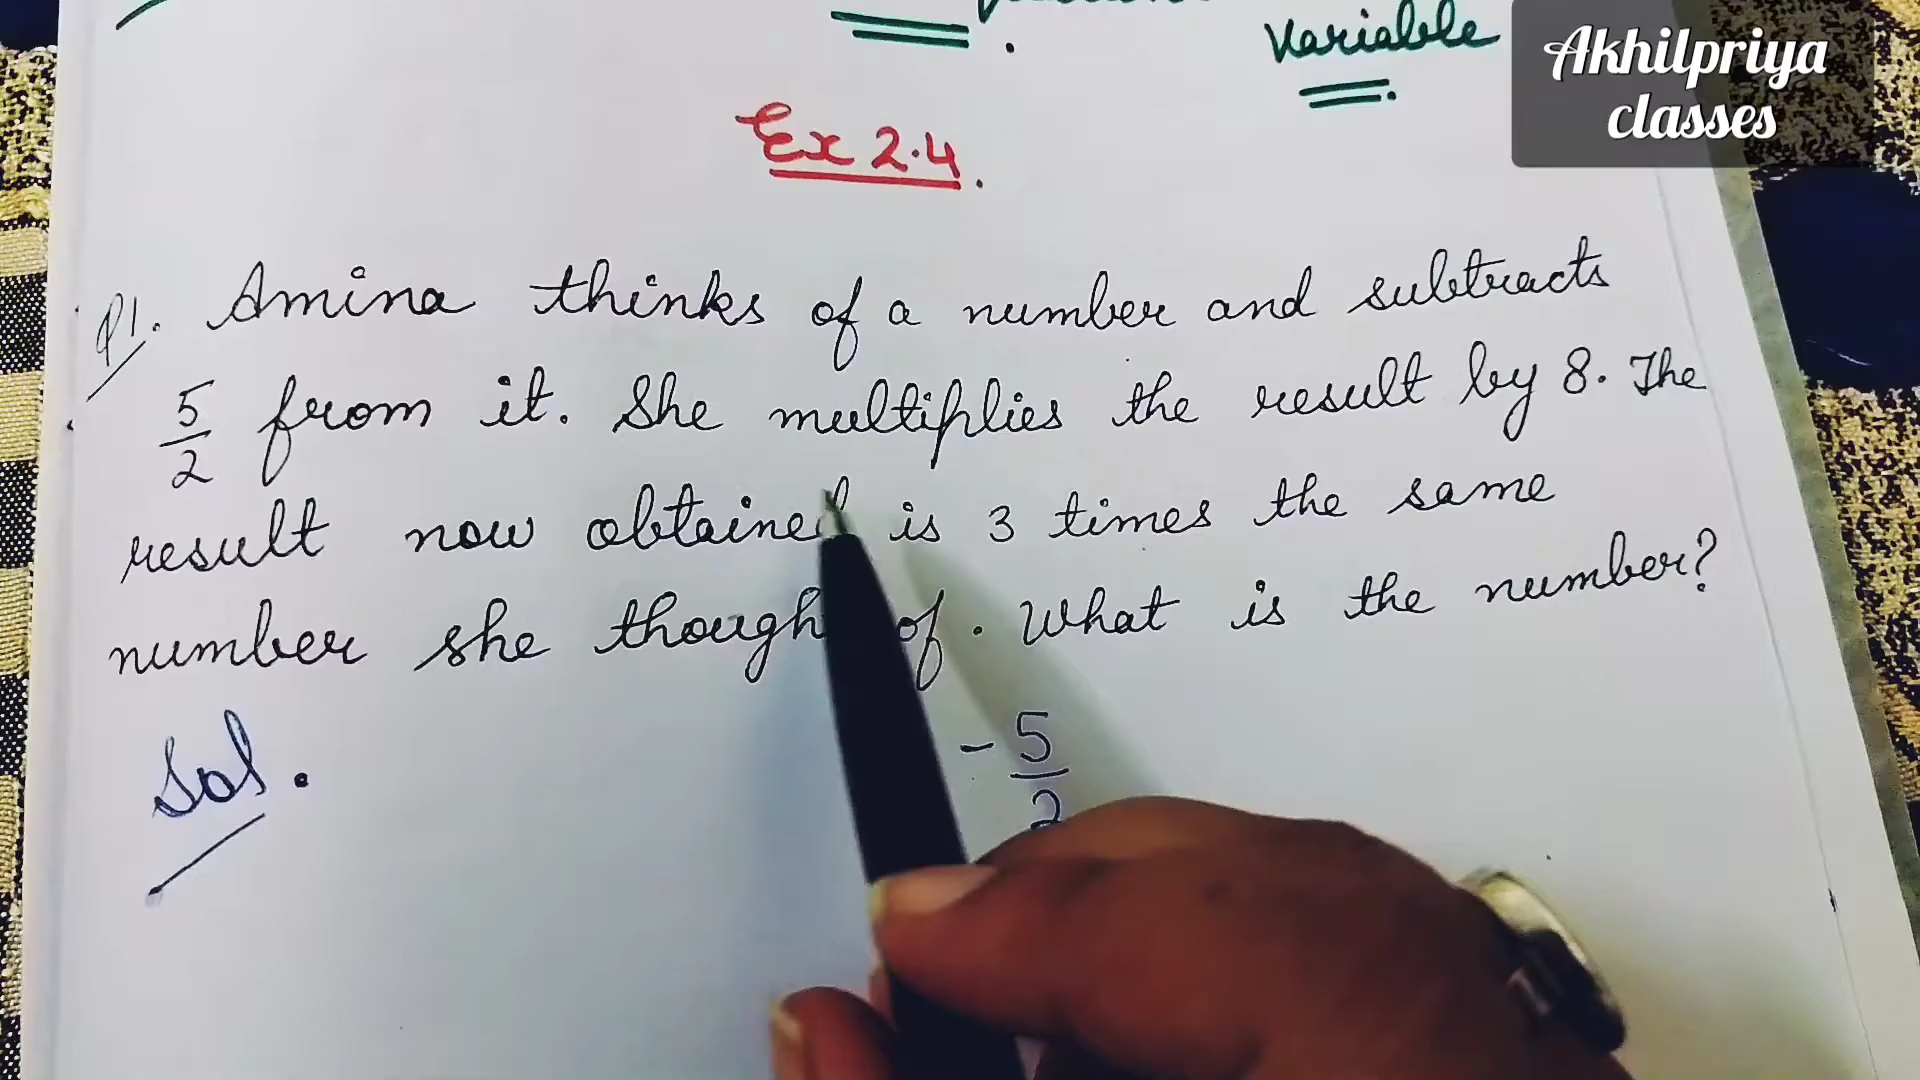 variable
Akhilpriya
classes
Ex 2.4.
Q1. Amina thinks of a number and subtracts
5/2 from it. She multiplies the result by 8. The
result now obtained is 3 times the same
number she though of. What is the number?
Sol.
- 5/2